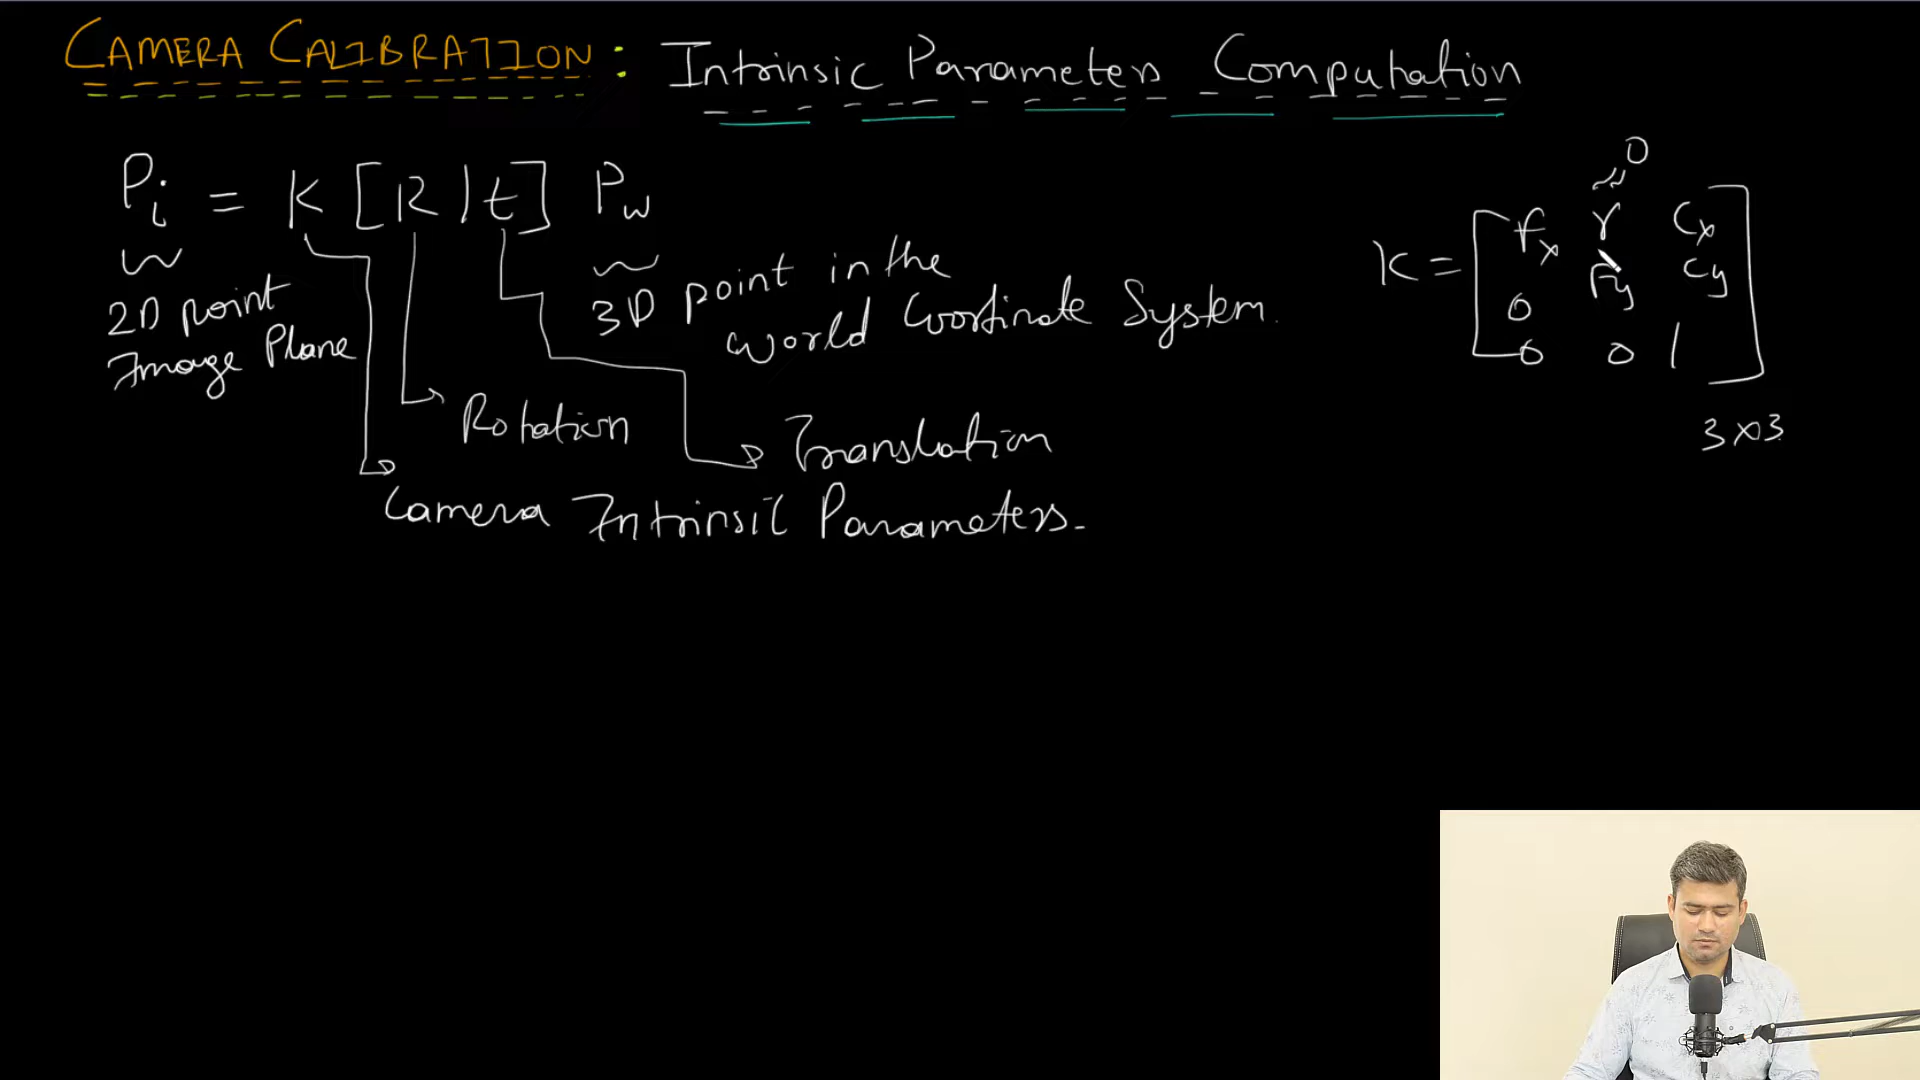 CAMERA CALIBRATION : Intrinsic Parameters Computation
Pi = K [R | t] Pw
2D point
Image Plane
3D point in the
world Coordinate System.
Rotation
Translation
Camera Intrinsic Parameters.
0
K = [ fx γ cx
0 Fy cy
0 0 1 ]
3x3